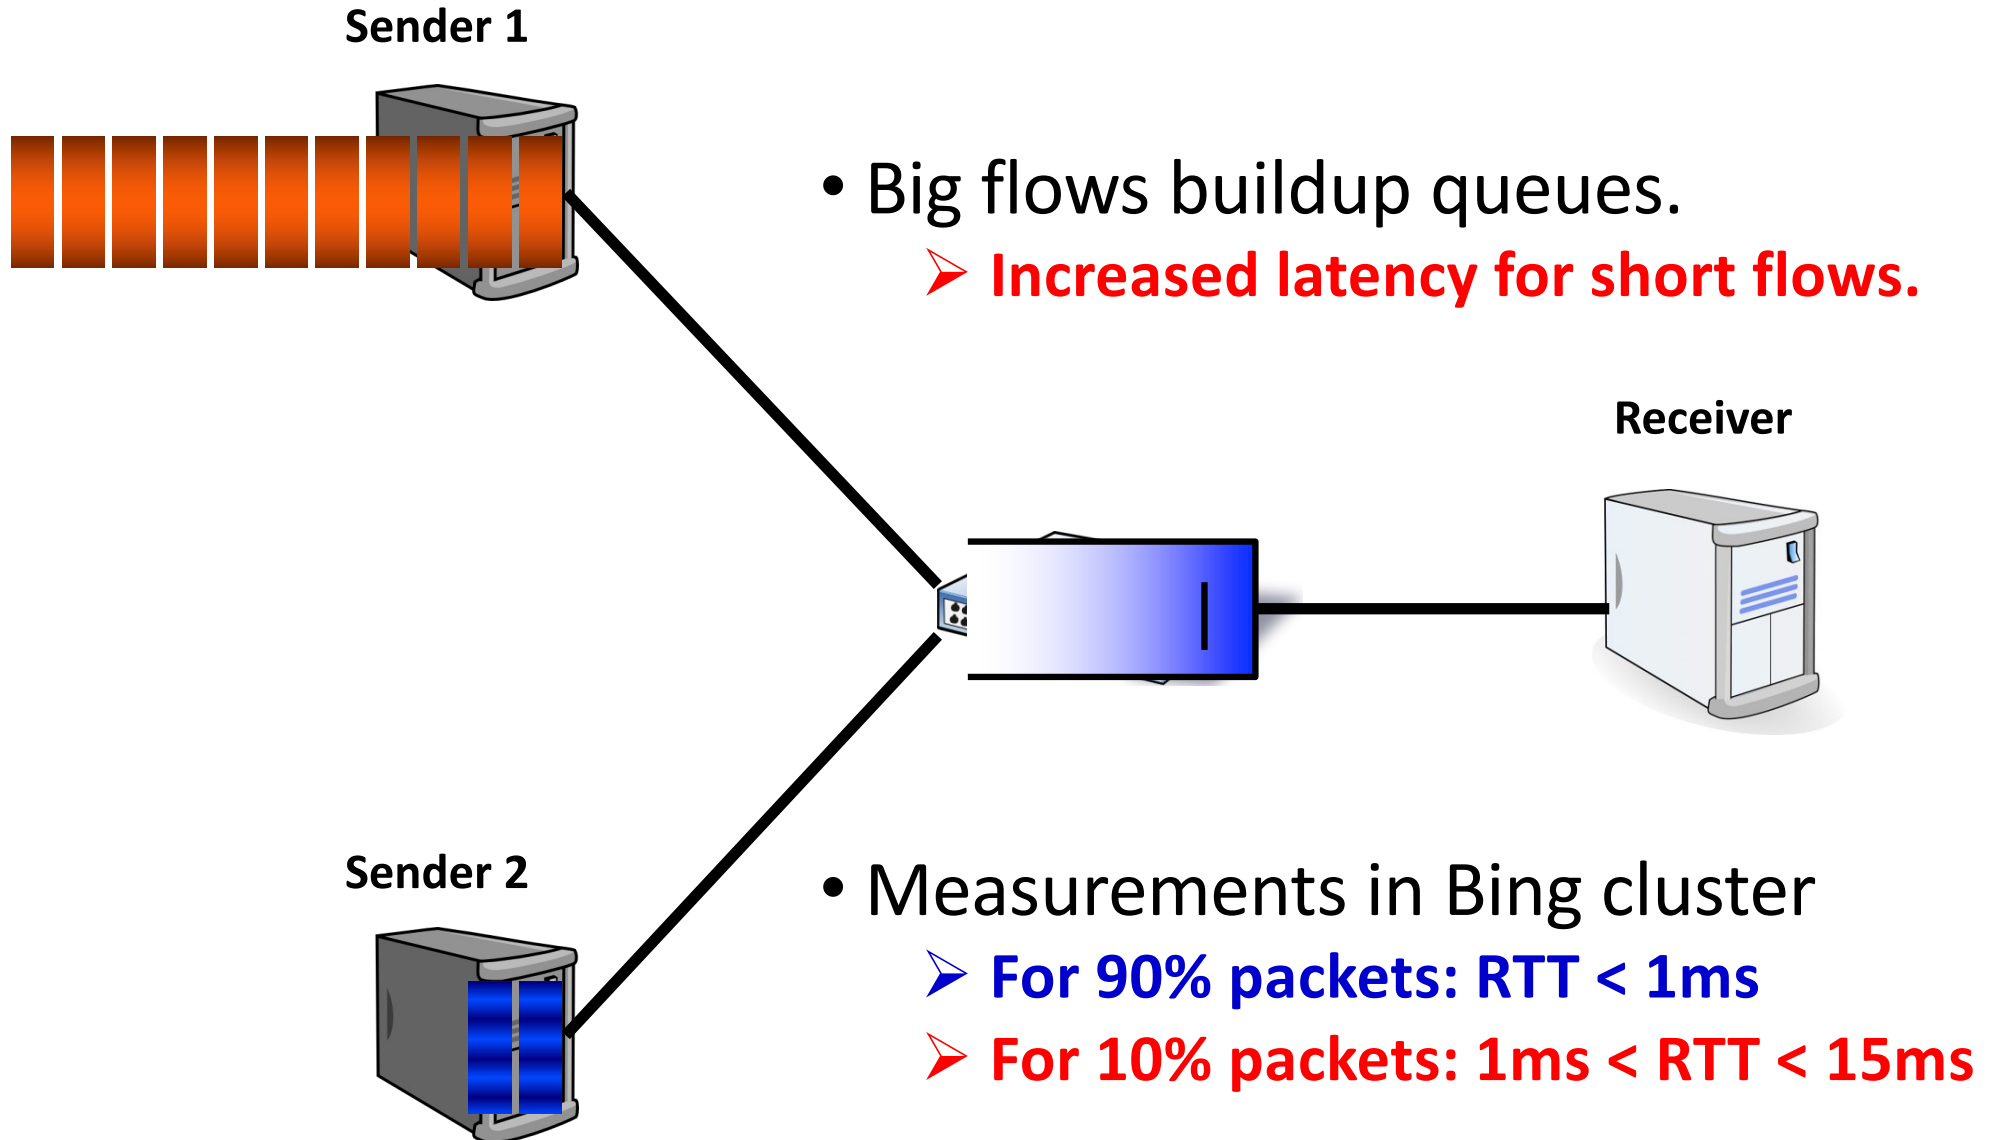 Sender 1
• Big flows buildup queues.
➢ Increased latency for short flows.
Receiver
Sender 2
• Measurements in Bing cluster
➢ For 90% packets: RTT < 1ms
➢ For 10% packets: 1ms < RTT < 15ms